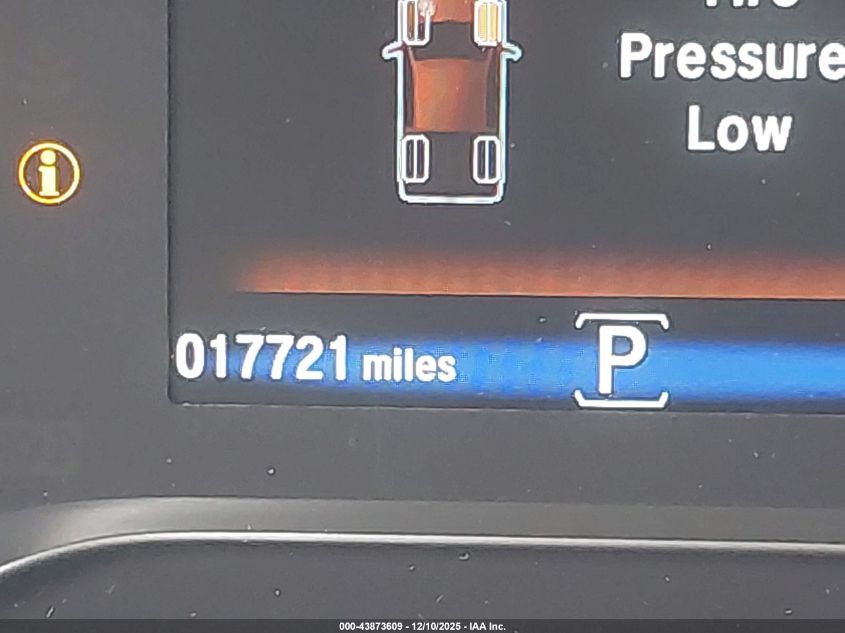 Pressure
Low
017721 miles
P
000-43873609 - 12/10/2025 - IAA Inc.